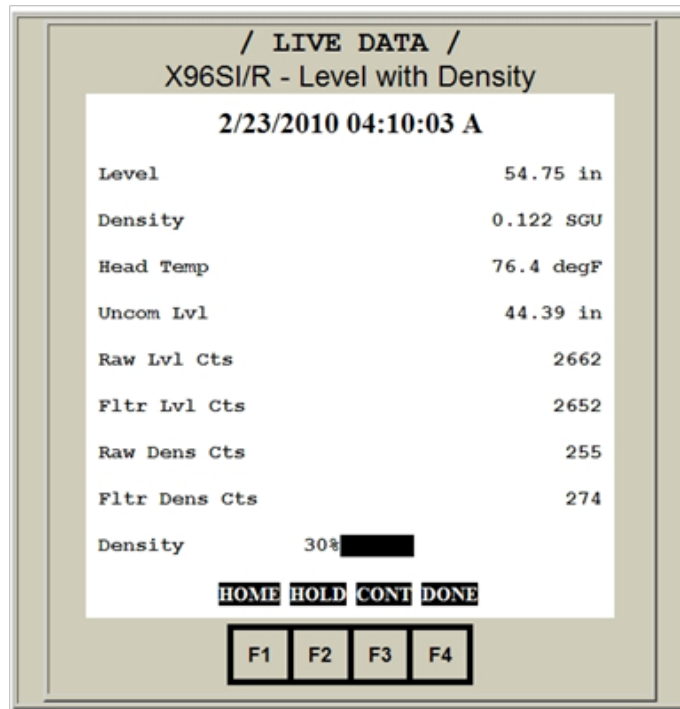 / LIVE DATA /
X96SI/R - Level with Density
2/23/2010 04:10:03 A
Level 54.75 in
Density 0.122 SGU
Head Temp 76.4 degF
Uncom Lvl 44.39 in
Raw Lvl Cts 2662
Fltr Lvl Cts 2652
Raw Dens Cts 255
Fltr Dens Cts 274
Density 30%
HOME HOLD CONT DONE
F1 F2 F3 F4